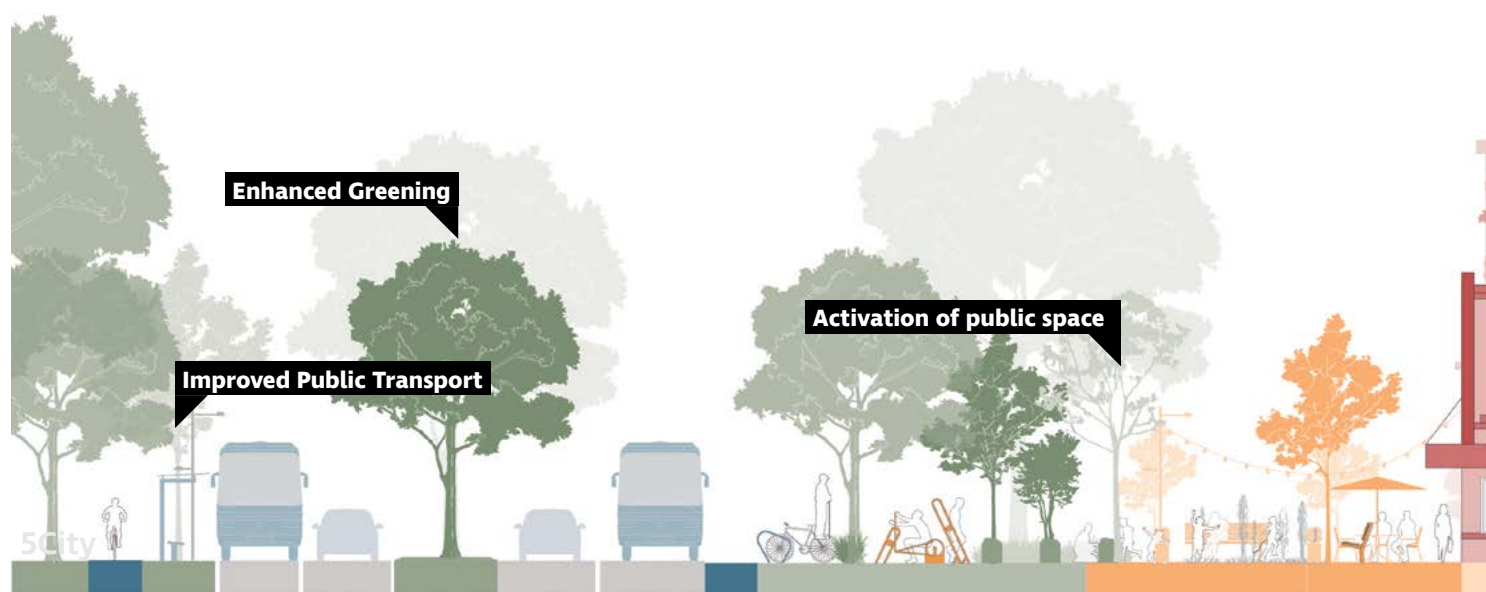 Enhanced Greening
Activation of public space
Improved Public Transport
5City